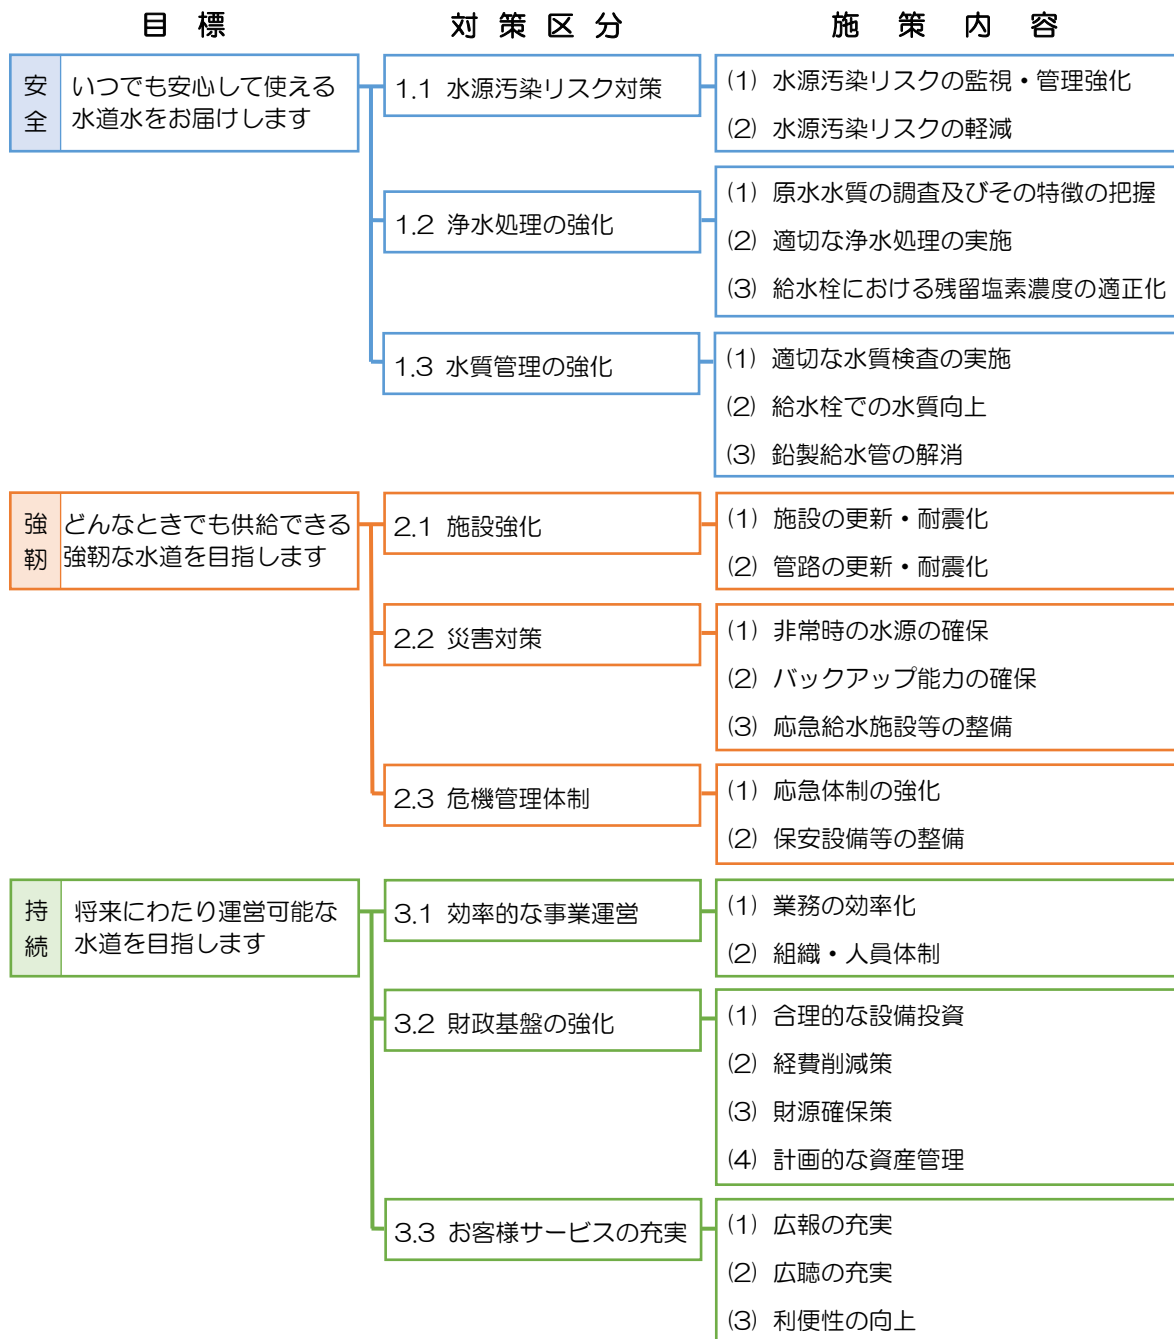 目標 対策区分 施策内容
安全
いつでも安心して使える
水道水をお届けします
1.1 水源汚染リスク対策
(1) 水源汚染リスクの監視・管理強化
(2) 水源汚染リスクの軽減
1.2 浄水処理の強化
(1) 原水水質の調査及びその特徴の把握
(2) 適切な浄水処理の実施
(3) 給水栓における残留塩素濃度の適正化
1.3 水質管理の強化
(1) 適切な水質検査の実施
(2) 給水栓での水質向上
(3) 鉛製給水管の解消
強靭
どんなときでも供給できる
強靭な水道を目指します
2.1 施設強化
(1) 施設の更新・耐震化
(2) 管路の更新・耐震化
2.2 災害対策
(1) 非常時の水源の確保
(2) バックアップ能力の確保
(3) 応急給水施設等の整備
2.3 危機管理体制
(1) 応急体制の強化
(2) 保安設備等の整備
持続
将来にわたり運営可能な
水道を目指します
3.1 効率的な事業運営
(1) 業務の効率化
(2) 組織・人員体制
3.2 財政基盤の強化
(1) 合理的な設備投資
(2) 経費削減策
(3) 財源確保策
(4) 計画的な資産管理
3.3 お客様サービスの充実
(1) 広報の充実
(2) 広聴の充実
(3) 利便性の向上